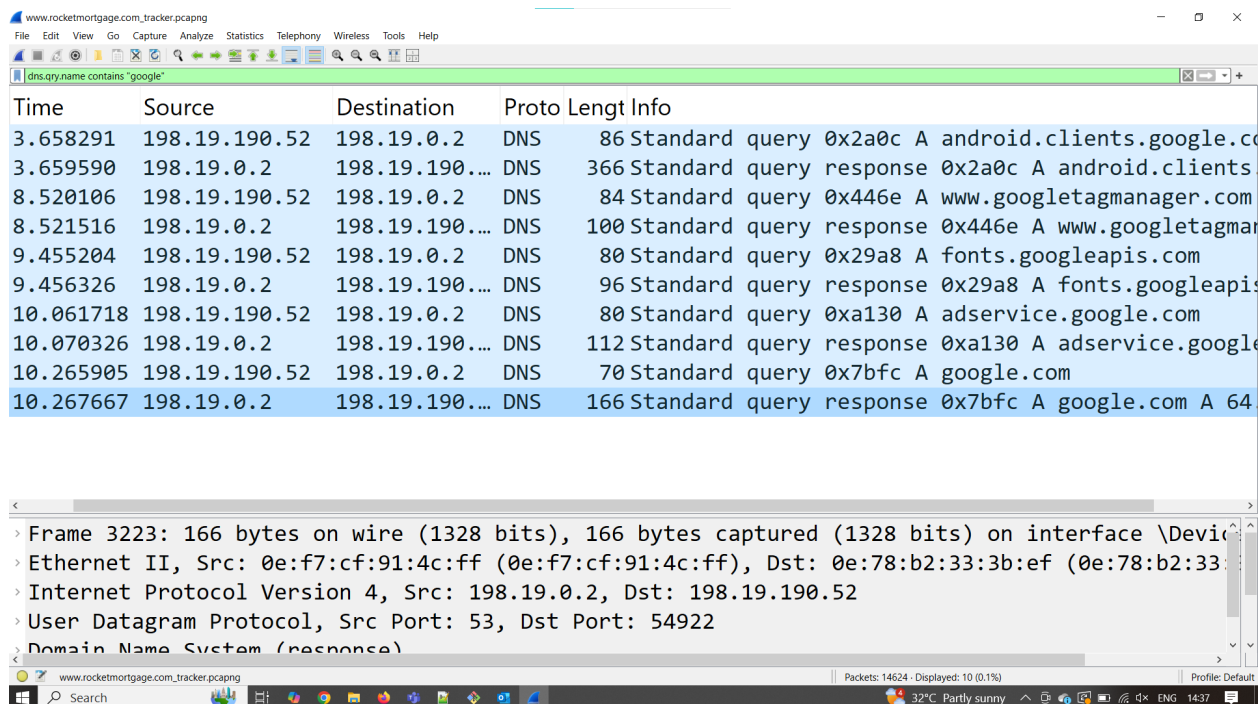 www.rocketmortgage.com_tracker.pcapng
File Edit View Go Capture Analyze Statistics Telephony Wireless Tools Help
dns.qry.name contains "google"
Time Source Destination Proto Lengt Info
3.658291 198.19.190.52 198.19.0.2 DNS 86 Standard query 0x2a0c A android.clients.google.co
3.659590 198.19.0.2 198.19.190.… DNS 366 Standard query response 0x2a0c A android.clients.
8.520106 198.19.190.52 198.19.0.2 DNS 84 Standard query 0x446e A www.googletagmanager.com
8.521516 198.19.0.2 198.19.190.… DNS 100 Standard query response 0x446e A www.googletagman
9.455204 198.19.190.52 198.19.0.2 DNS 80 Standard query 0x29a8 A fonts.googleapis.com
9.456326 198.19.0.2 198.19.190.… DNS 96 Standard query response 0x29a8 A fonts.googleapis
10.061718 198.19.190.52 198.19.0.2 DNS 80 Standard query 0xa130 A adservice.google.com
10.070326 198.19.0.2 198.19.190.… DNS 112 Standard query response 0xa130 A adservice.google
10.265905 198.19.190.52 198.19.0.2 DNS 70 Standard query 0x7bfc A google.com
10.267667 198.19.0.2 198.19.190.… DNS 166 Standard query response 0x7bfc A google.com A 64.
Frame 3223: 166 bytes on wire (1328 bits), 166 bytes captured (1328 bits) on interface \Devic
Ethernet II, Src: 0e:f7:cf:91:4c:ff (0e:f7:cf:91:4c:ff), Dst: 0e:78:b2:33:3b:ef (0e:78:b2:33:
Internet Protocol Version 4, Src: 198.19.0.2, Dst: 198.19.190.52
User Datagram Protocol, Src Port: 53, Dst Port: 54922
Domain Name System (response)
www.rocketmortgage.com_tracker.pcapng Packets: 14624 · Displayed: 10 (0.1%) Profile: Default
Search 4 32°C Partly sunny ENG 14:37